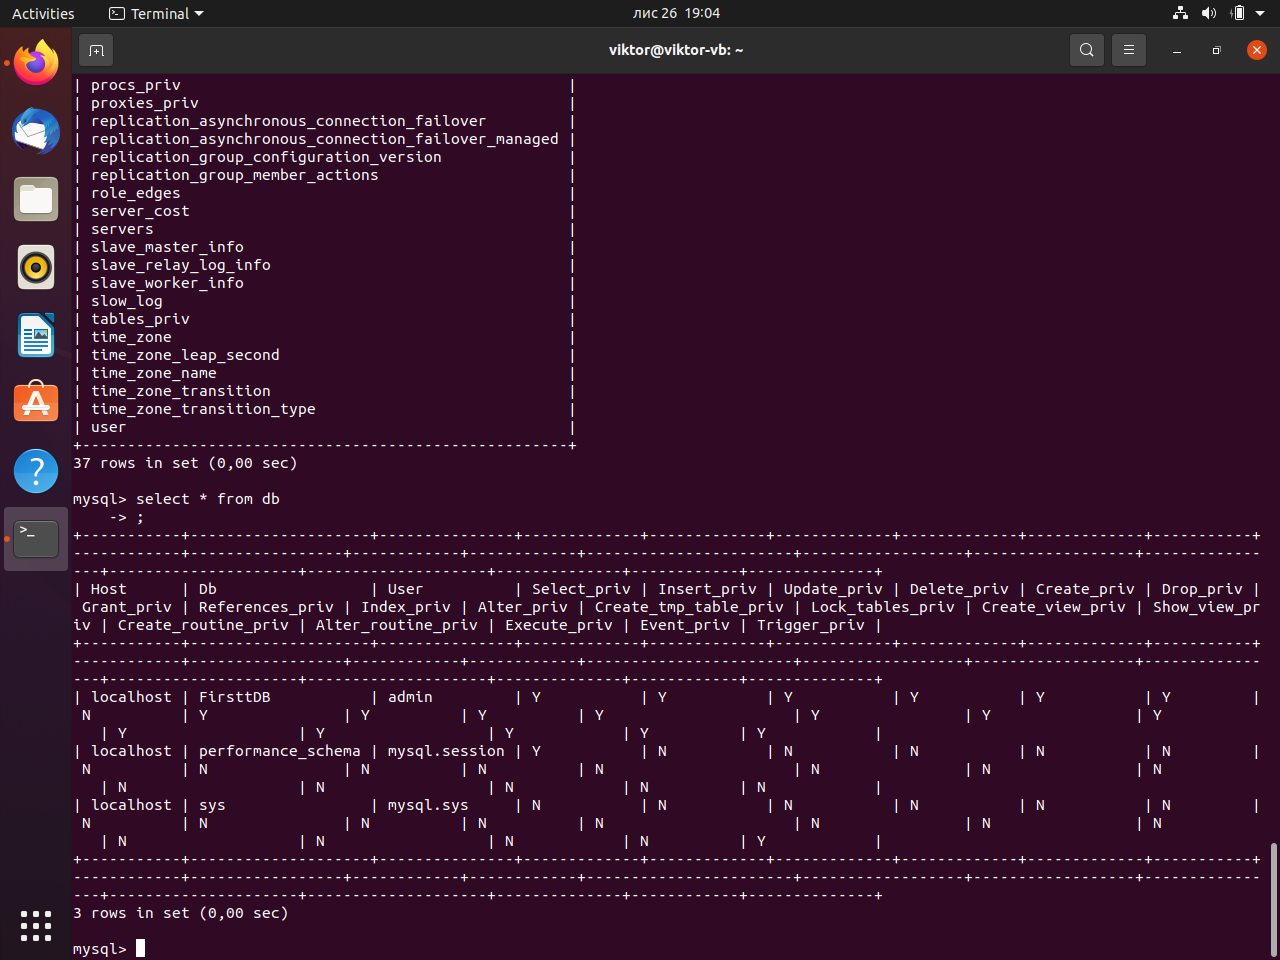 Activities
Terminal
лис 26 19:04
viktor@viktor-vb: ~
| procs_priv                                           |
| proxies_priv                                         |
| replication_asynchronous_connection_failover         |
| replication_asynchronous_connection_failover_managed |
| replication_group_configuration_version              |
| replication_group_member_actions                     |
| role_edges                                           |
| server_cost                                          |
| servers                                              |
| slave_master_info                                    |
| slave_relay_log_info                                 |
| slave_worker_info                                    |
| slow_log                                             |
| tables_priv                                          |
| time_zone                                            |
| time_zone_leap_second                                |
| time_zone_name                                       |
| time_zone_transition                                 |
| time_zone_transition_type                            |
| user                                                 |
+------------------------------------------------------+
37 rows in set (0,00 sec)
mysql> select * from db
    -> ;
+-----------+--------------------+---------------+-------------+-------------+-------------+-------------+-------------+-----------+
------------+-----------------+------------+------------+-----------------------+------------------+------------------+-------------
---+---------------------+--------------------+--------------+------------+--------------+
| Host      | Db                 | User          | Select_priv | Insert_priv | Update_priv | Delete_priv | Create_priv | Drop_priv |
 Grant_priv | References_priv | Index_priv | Alter_priv | Create_tmp_table_priv | Lock_tables_priv | Create_view_priv | Show_view_pr
iv | Create_routine_priv | Alter_routine_priv | Execute_priv | Event_priv | Trigger_priv |
+-----------+--------------------+---------------+-------------+-------------+-------------+-------------+-------------+-----------+
------------+-----------------+------------+------------+-----------------------+------------------+------------------+-------------
---+---------------------+--------------------+--------------+------------+--------------+
| localhost | FirsttDB           | admin         | Y           | Y           | Y           | Y           | Y           | Y         |
 N          | Y               | Y          | Y          | Y                     | Y                | Y                | Y
   | Y                   | Y                  | Y            | Y          | Y            |
| localhost | performance_schema | mysql.session | Y           | N           | N           | N           | N           | N         |
 N          | N               | N          | N          | N                     | N                | N                | N
   | N                   | N                  | N            | N          | N            |
| localhost | sys                | mysql.sys     | N           | N           | N           | N           | N           | N         |
 N          | N               | N          | N          | N                     | N                | N                | N
   | N                   | N                  | N            | N          | Y            |
+-----------+--------------------+---------------+-------------+-------------+-------------+-------------+-------------+-----------+
------------+-----------------+------------+------------+-----------------------+------------------+------------------+-------------
---+---------------------+--------------------+--------------+------------+--------------+
3 rows in set (0,00 sec)
mysql>